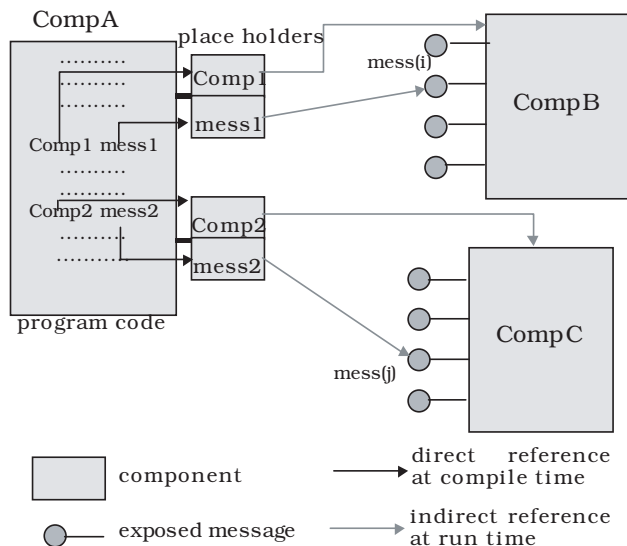 CompA
place holders
..........
..........
..........
Comp1 mess1
..........
..........
Comp2 mess2
..........
..........
program code
Comp1
mess1
Comp2
mess2
mess(i)
CompB
mess(j)
CompC
component
direct reference
at compile time
exposed message
indirect reference
at run time